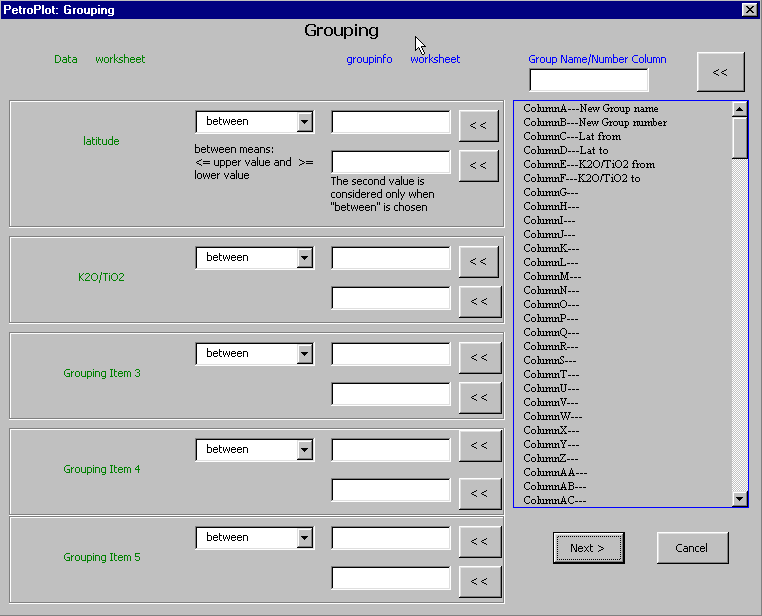 PetroPlot: Grouping
Grouping
Data worksheet
groupinfo worksheet
Group Name/Number Column
<<
latitude
between
<<
between means:
<= upper value and >=
lower value
<<
The second value is
considered only when
"between" is chosen
K2O/TiO2
between
<<
<<
Grouping Item 3
between
<<
<<
Grouping Item 4
between
<<
<<
Grouping Item 5
between
<<
<<
ColumnA---New Group name
ColumnB---New Group number
ColumnC---Lat from
ColumnD---Lat to
ColumnE---K2O/TiO2 from
ColumnF---K2O/TiO2 to
ColumnG---
ColumnH---
ColumnI---
ColumnJ---
ColumnK---
ColumnL---
ColumnM---
ColumnN---
ColumnO---
ColumnP---
ColumnQ---
ColumnR---
ColumnS---
ColumnT---
ColumnU---
ColumnV---
ColumnW---
ColumnX---
ColumnY---
ColumnZ---
ColumnAA---
ColumnAB---
ColumnAC---
Next >
Cancel